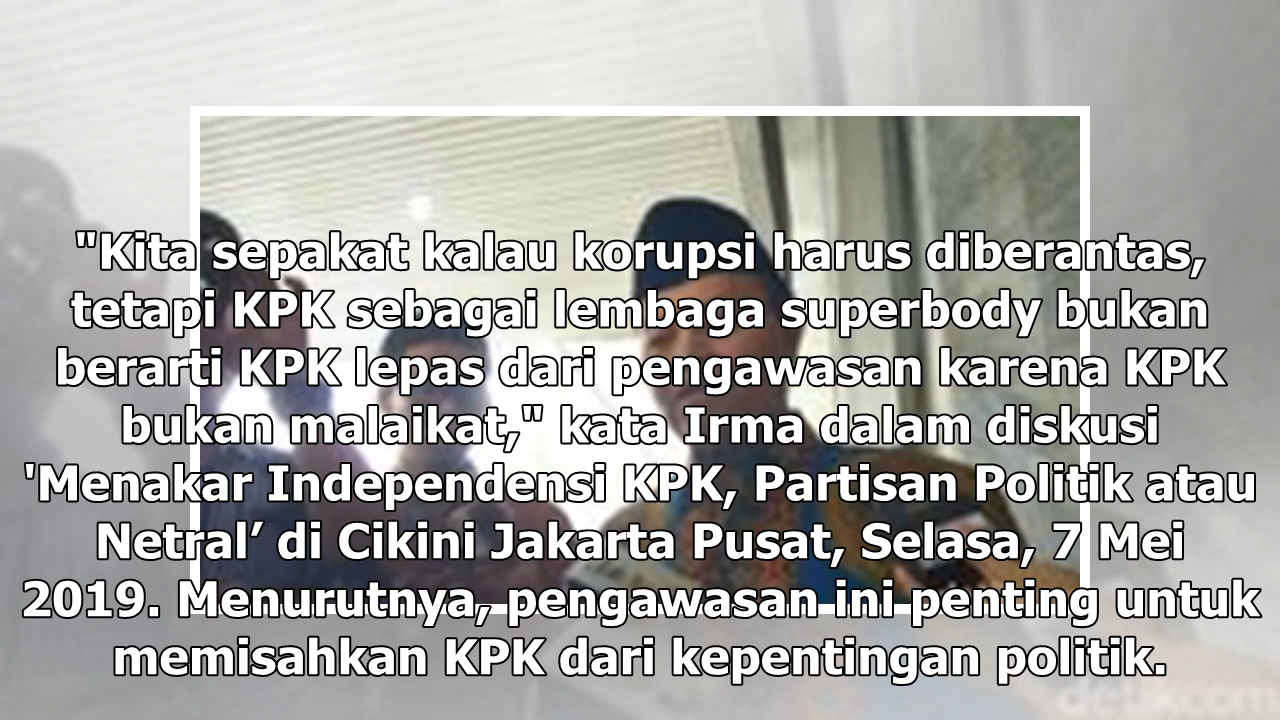 "Kita sepakat kalau korupsi harus diberantas,
tetapi KPK sebagai lembaga superbody bukan
berarti KPK lepas dari pengawasan karena KPK
bukan malaikat," kata Irma dalam diskusi
'Menakar Independensi KPK, Partisan Politik atau
Netral’ di Cikini Jakarta Pusat, Selasa, 7 Mei
2019. Menurutnya, pengawasan ini penting untuk
memisahkan KPK dari kepentingan politik.
detikcom